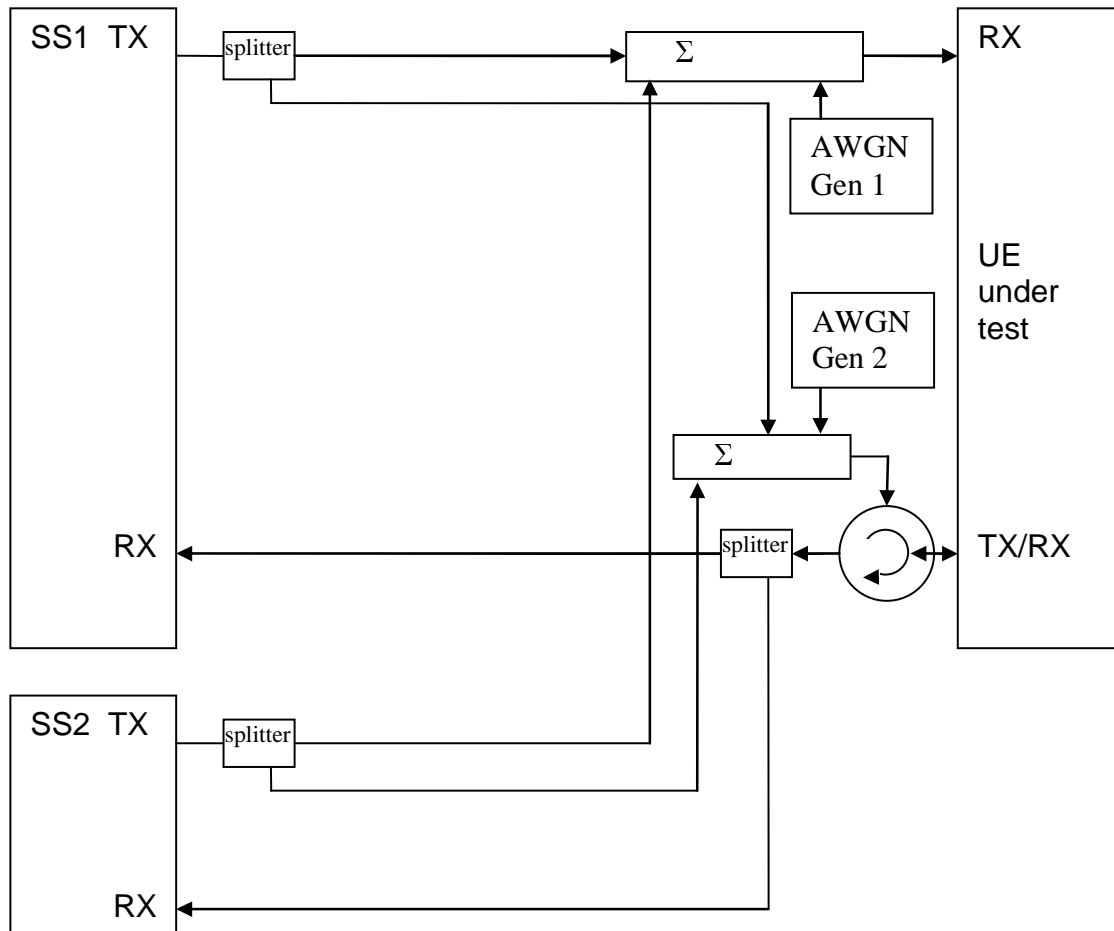 SS1 TX
splitter
Σ
RX
AWGN
Gen 1
UE
under
test
AWGN
Gen 2
Σ
RX
splitter
TX/RX
SS2 TX
splitter
RX